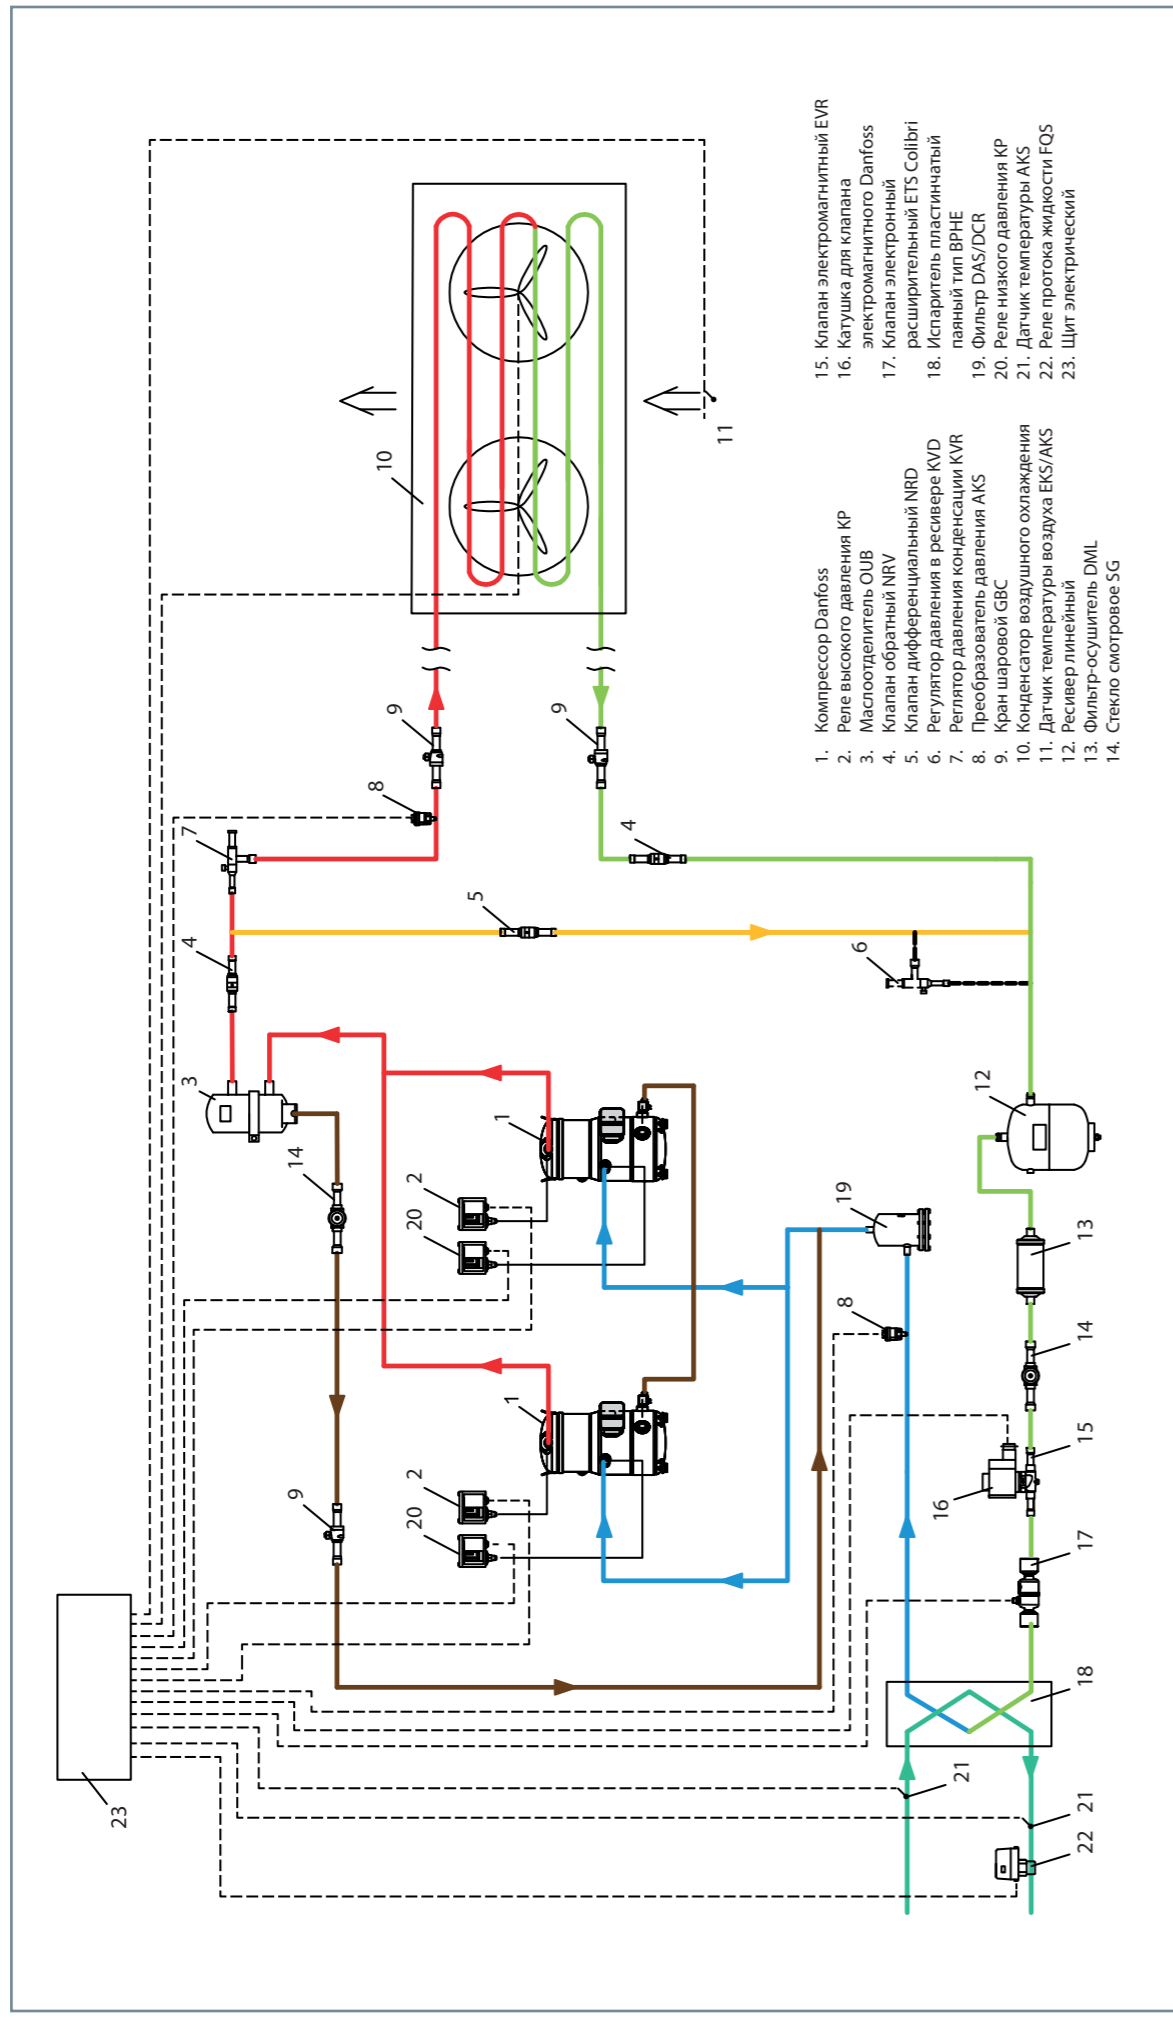 23
3
4
7
9
14
8
10
9
20
2
20
2
5
1
1
9
4
11
8
19
6
16
21
12
22
21
18
17
15
14
13
1. Компрессор Danfoss
2. Реле высокого давления KP
3. Маслоотделитель OUB
4. Клапан обратный NRV
5. Клапан дифференциальный NRD
6. Регулятор давления в ресивере KVD
7. Реглятор давления конденсации KVR
8. Преобразователь давления AKS
9. Кран шаровой GBC
10. Конденсатор воздушного охлаждения
11. Датчик температуры воздуха EKS/AKS
12. Ресивер линейный
13. Фильтр-осушитель DML
14. Стекло смотровое SG
15. Клапан электромагнитный EVR
16. Катушка для клапана
электромагнитного Danfoss
17. Клапан электронный
расширительный ETS Colibri
18. Испаритель пластинчатый
паяный тип BPHE
19. Фильтр DAS/DCR
20. Реле низкого давления KP
21. Датчик температуры AKS
22. Реле протока жидкости FQS
23. Щит электрический